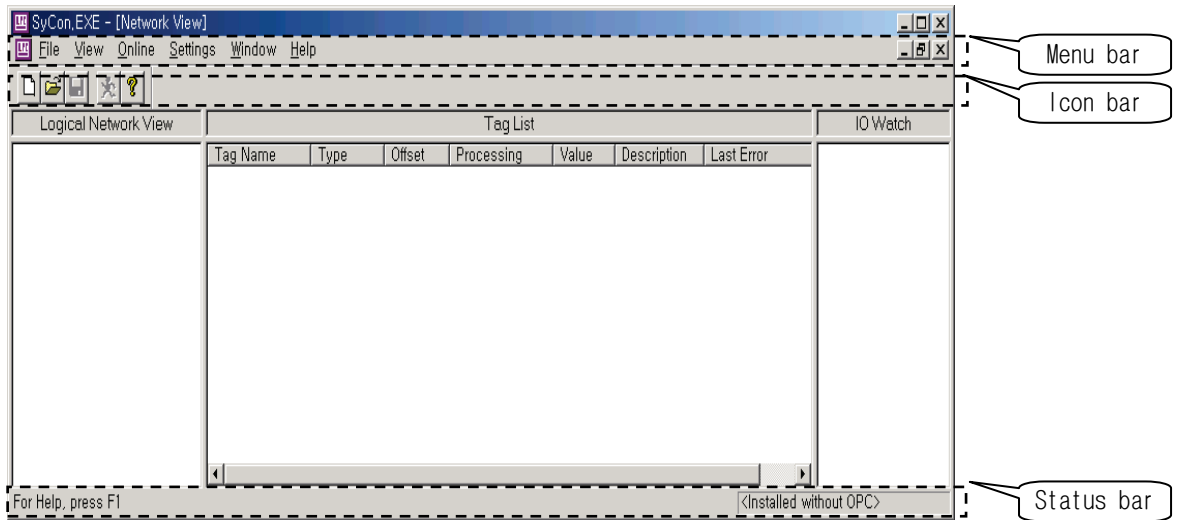 SyCon.EXE - [Network View]
File View Online Settings Window Help
Menu bar
Icon bar
Logical Network View
Tag List
IO Watch
Tag Name Type Offset Processing Value Description Last Error
For Help, press F1
<Installed without OPC>
Status bar